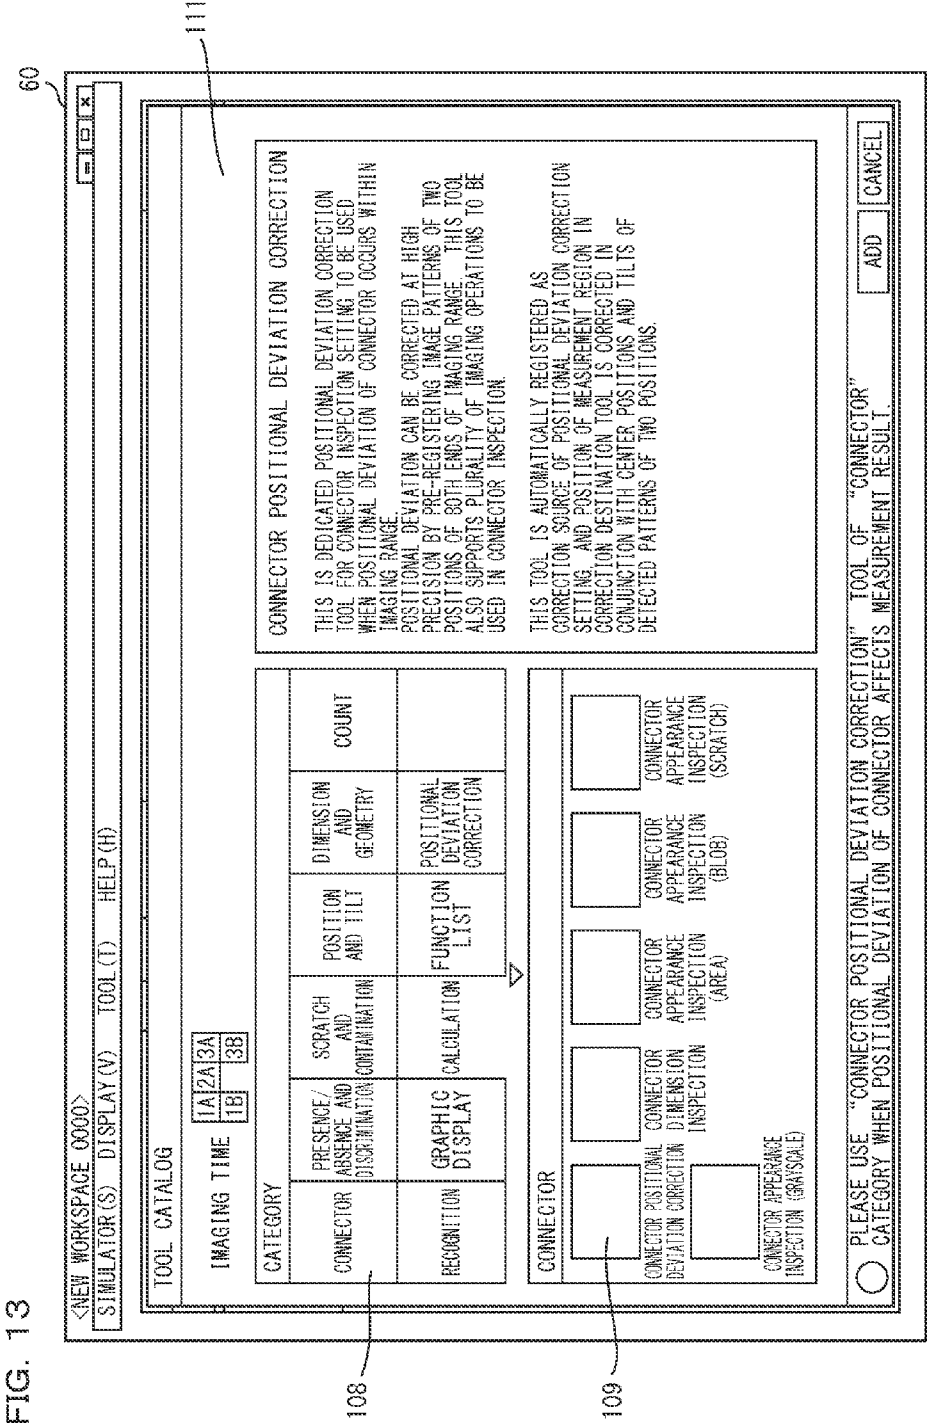 FIG. 13
60
<NEW WORKSPACE 0000>
SIMULATOR(S) DISPLAY(V) TOOL(T) HELP(H)
TOOL CATALOG
111
IMAGING TIME
1A 2A 3A
1B 3B
CATEGORY
CONNECTOR
PRESENCE/
ABSENCE AND
DISCRIMINATION
SCRATCH
AND
CONTAMINATION
POSITION
AND TILT
DIMENSION
AND
GEOMETRY
COUNT
RECOGNITION
GRAPHIC
DISPLAY
CALCULATION
FUNCTION
LIST
POSITIONAL
DEVIATION
CORRECTION
108
CONNECTOR
CONNECTOR POSITIONAL
DEVIATION CORRECTION
CONNECTOR
DIMENSION
INSPECTION
CONNECTOR
APPEARANCE
INSPECTION
(AREA)
CONNECTOR
APPEARANCE
INSPECTION
(BLOB)
CONNECTOR
APPEARANCE
INSPECTION
(SCRATCH)
CONNECTOR APPEARANCE
INSPECTION (GRAYSCALE)
109
CONNECTOR POSITIONAL DEVIATION CORRECTION
THIS IS DEDICATED POSITIONAL DEVIATION CORRECTION
TOOL FOR CONNECTOR INSPECTION SETTING TO BE USED
WHEN POSITIONAL DEVIATION OF CONNECTOR OCCURS WITHIN
IMAGING RANGE.
POSITIONAL DEVIATION CAN BE CORRECTED AT HIGH
PRECISION BY PRE-REGISTERING IMAGE PATTERNS OF TWO
POSITIONS OF BOTH ENDS OF IMAGING RANGE. THIS TOOL
ALSO SUPPORTS PLURALITY OF IMAGING OPERATIONS TO BE
USED IN CONNECTOR INSPECTION.
THIS TOOL IS AUTOMATICALLY REGISTERED AS
CORRECTION SOURCE OF POSITIONAL DEVIATION CORRECTION
SETTING, AND POSITION OF MEASUREMENT REGION IN
CORRECTION DESTINATION TOOL IS CORRECTED IN
CONJUNCTION WITH CENTER POSITIONS AND TILTS OF
DETECTED PATTERNS OF TWO POSITIONS.
PLEASE USE "CONNECTOR POSITIONAL DEVIATION CORRECTION" TOOL OF "CONNECTOR"
CATEGORY WHEN POSITIONAL DEVIATION OF CONNECTOR AFFECTS MEASUREMENT RESULT.
ADD
CANCEL